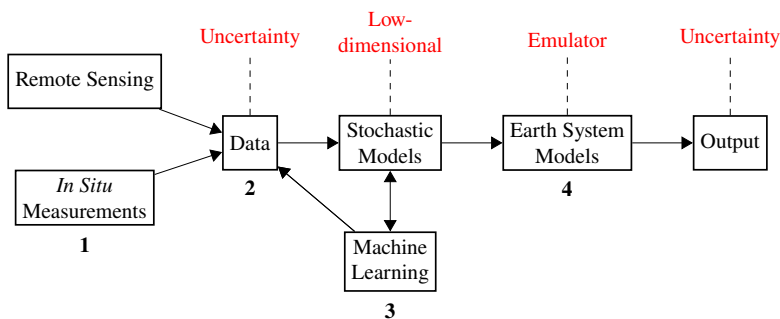 Uncertainty
Low-
dimensional
Emulator
Uncertainty
Remote Sensing
Data
Stochastic
Models
Earth System
Models
Output
In Situ
Measurements
1
2
4
Machine
Learning
3